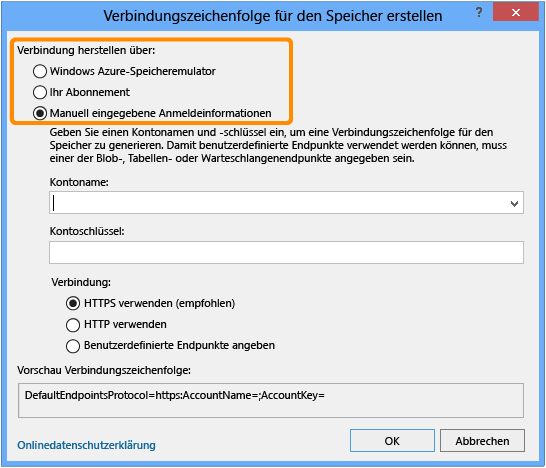 Verbindungszeichenfolge für den Speicher erstellen
?
Verbindung herstellen über:
Windows Azure-Speicheremulator
Ihr Abonnement
Manuell eingegebene Anmeldeinformationen
Geben Sie einen Kontonamen und -schlüssel ein, um eine Verbindungszeichenfolge für den
Speicher zu generieren. Damit benutzerdefinierte Endpunkte verwendet werden können, muss
einer der Blob-, Tabellen- oder Warteschlangenendpunkte angegeben sein.
Kontoname:
Kontoschlüssel:
Verbindung:
HTTPS verwenden (empfohlen)
HTTP verwenden
Benutzerdefinierte Endpunkte angeben
Vorschau Verbindungszeichenfolge:
DefaultEndpointsProtocol=https:AccountName=;AccountKey=
Onlinedatenschutzerklärung
OK
Abbrechen